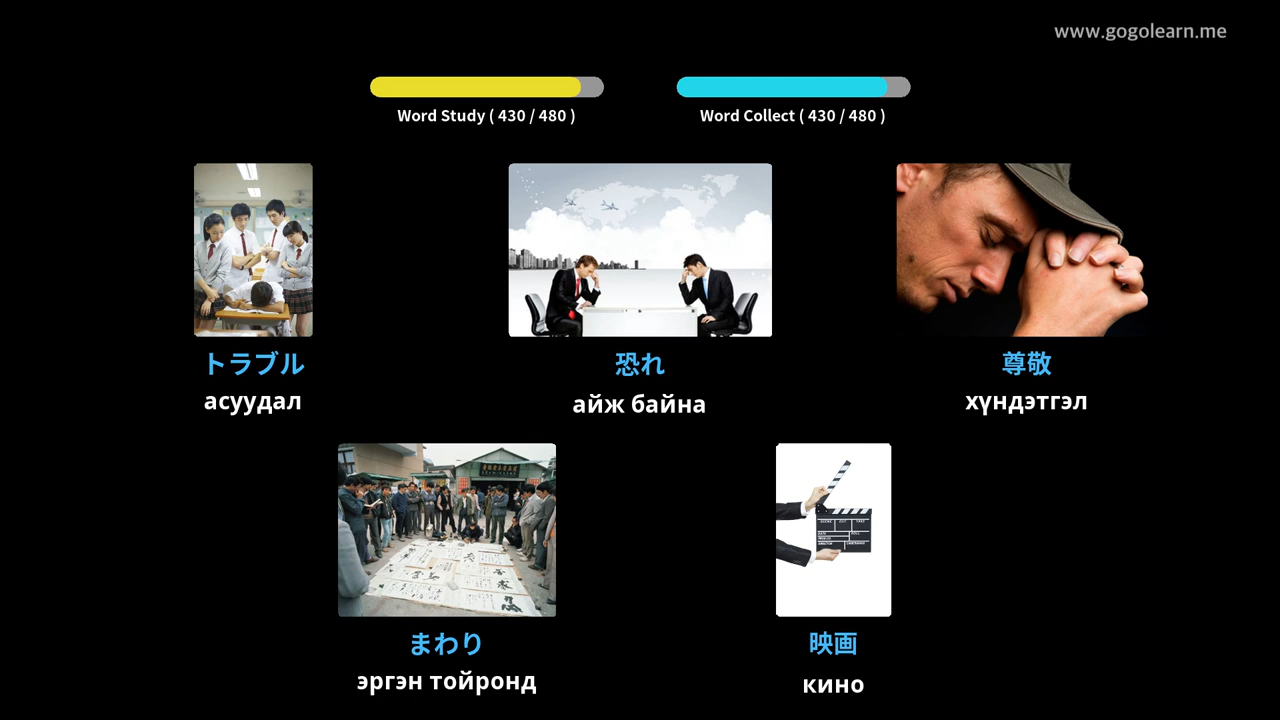 www.gogolearn.me
Word Study ( 430 / 480 )
Word Collect ( 430 / 480 )
トラブル
асуудал
恐れ
айж байна
尊敬
хүндэтгэл
まわり
эргэн тойронд
映画
кино